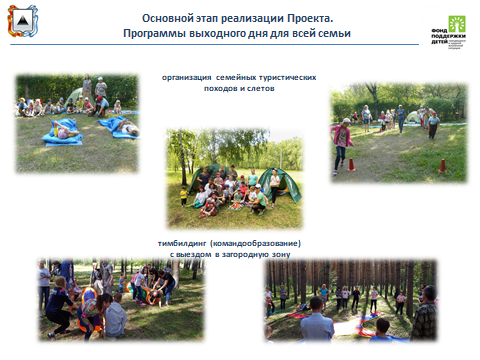 Основной этап реализации Проекта.
Программы выходного дня для всей семьи
ФОНД
ПОДДЕРЖКИ
ДЕТЕЙ
организация семейных туристических
походов и слетов
тимбилдинг (командообразование)
с выездом в загородную зону